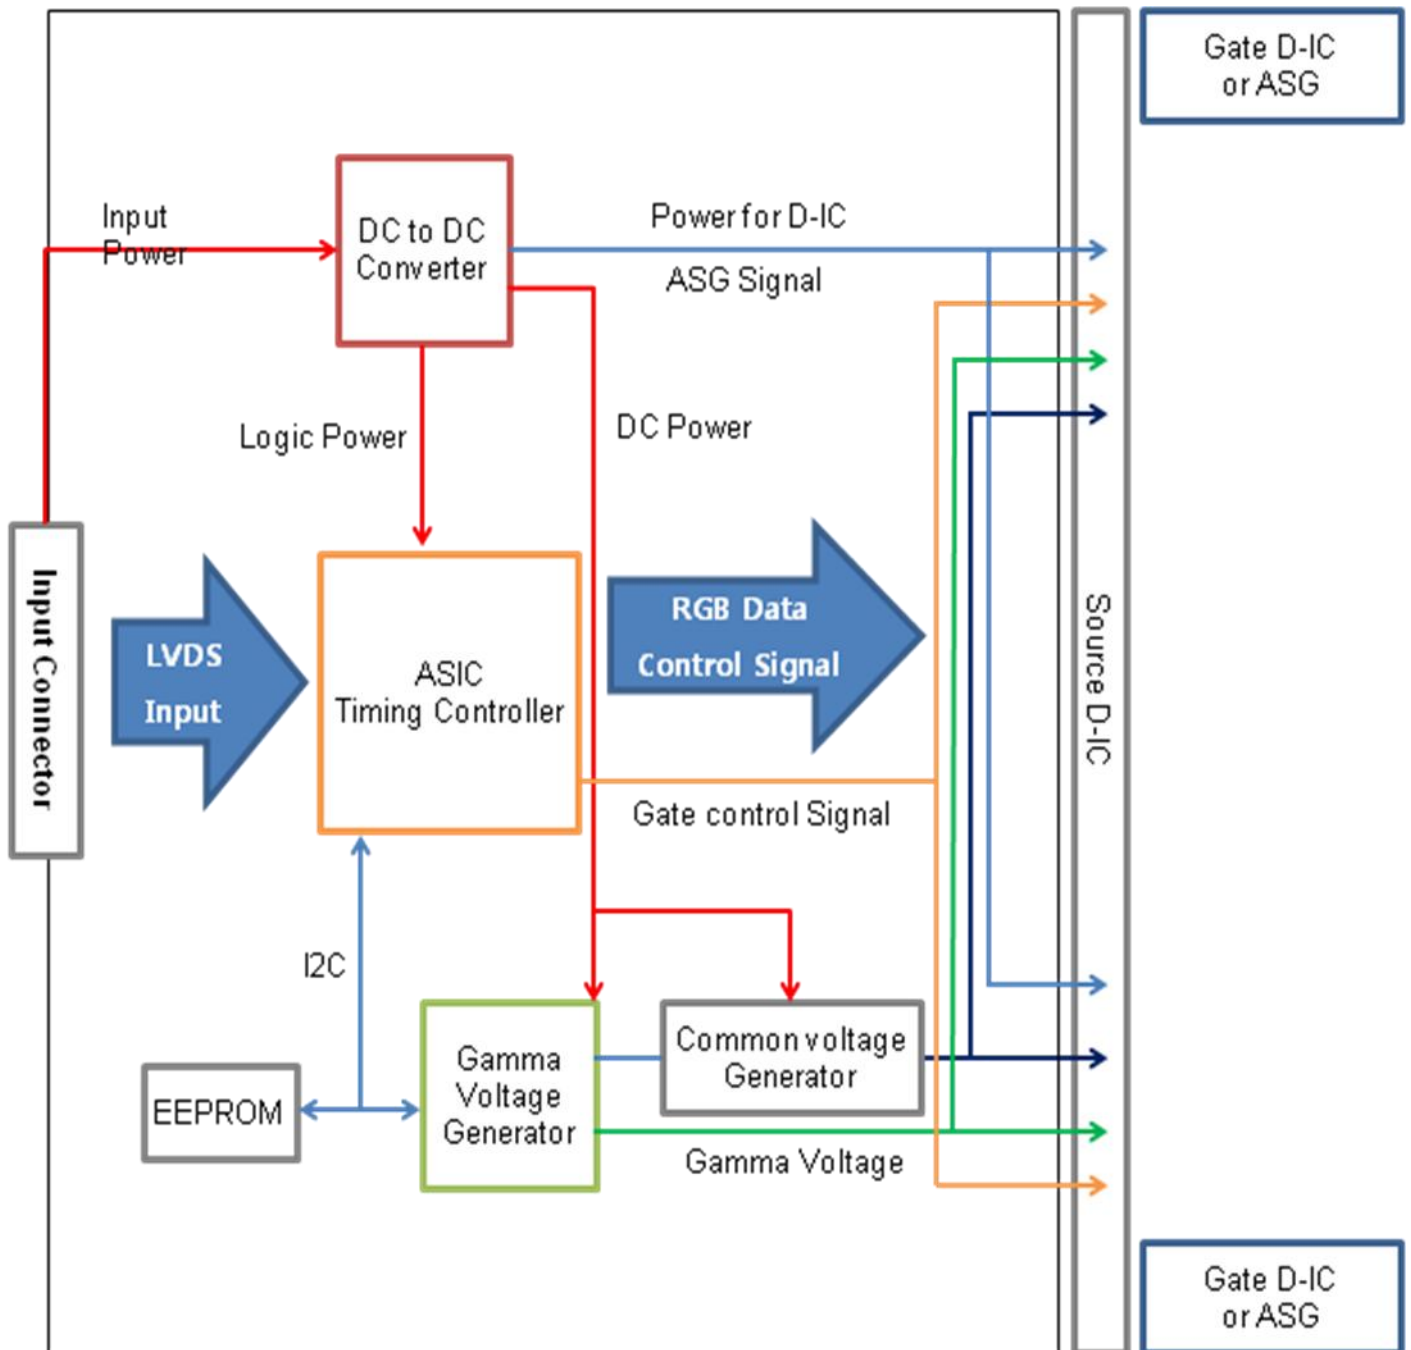 Gate D-IC
or ASG
Input
Power
DC to DC
Converter
Power for D-IC
ASG Signal
Logic Power
DC Power
Input Connector
LVDS
Input
ASIC
Timing Controller
RGB Data
Control Signal
Source D-IC
Gate control Signal
I2C
EEPROM
Gamma
Voltage
Generator
Common voltage
Generator
Gamma Voltage
Gate D-IC
or ASG